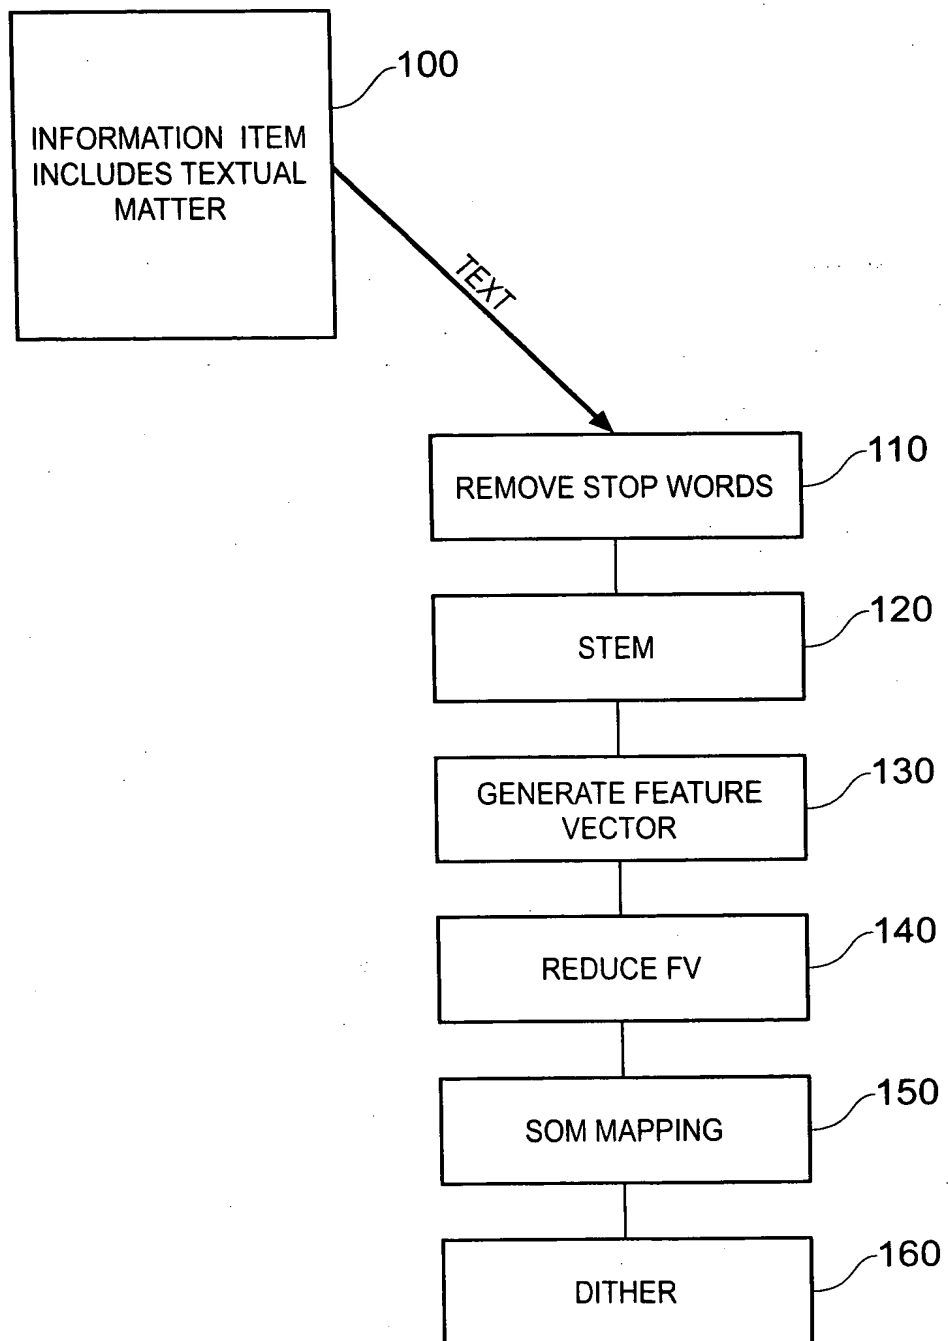 100
INFORMATION ITEM
INCLUDES TEXTUAL
MATTER
TEXT
110
REMOVE STOP WORDS
120
STEM
130
GENERATE FEATURE
VECTOR
140
REDUCE FV
150
SOM MAPPING
160
DITHER